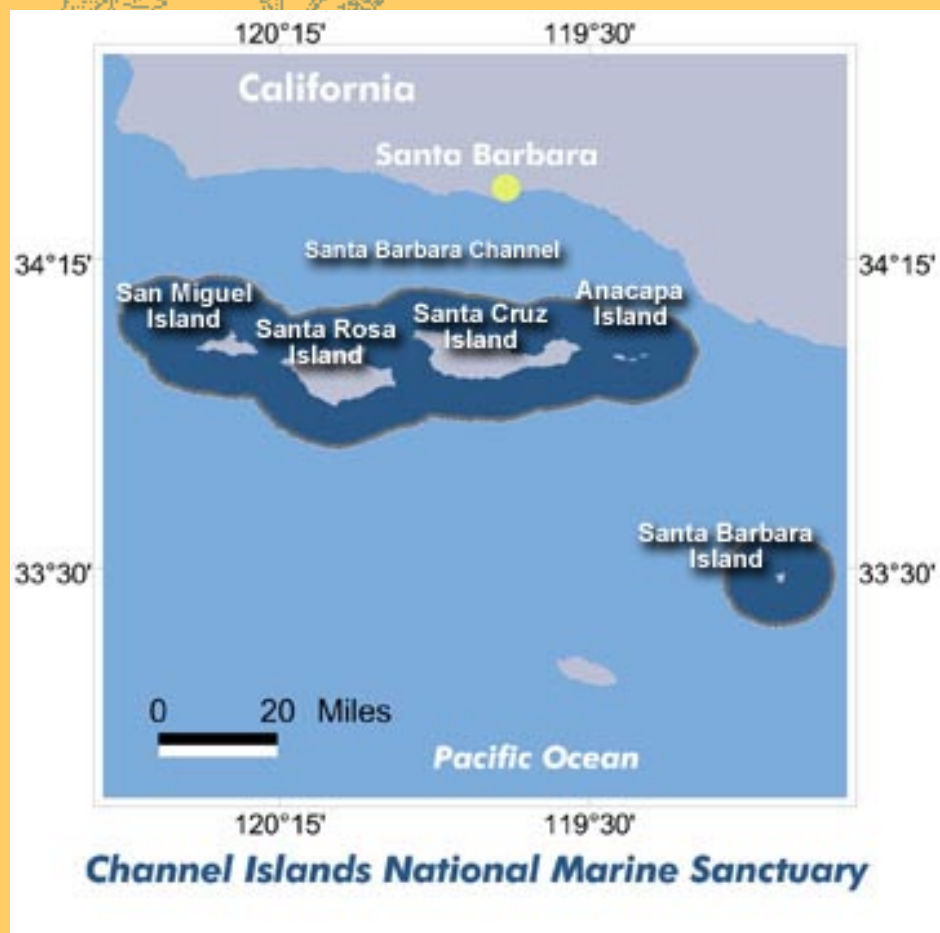 120°15' 119°30'
California
Santa Barbara
Santa Barbara Channel
34°15' 34°15'
San Miguel
Island
Santa Rosa
Island
Santa Cruz
Island
Anacapa
Island
Santa Barbara
Island
33°30' 33°30'
0 20 Miles
Pacific Ocean
120°15' 119°30'
Channel Islands National Marine Sanctuary